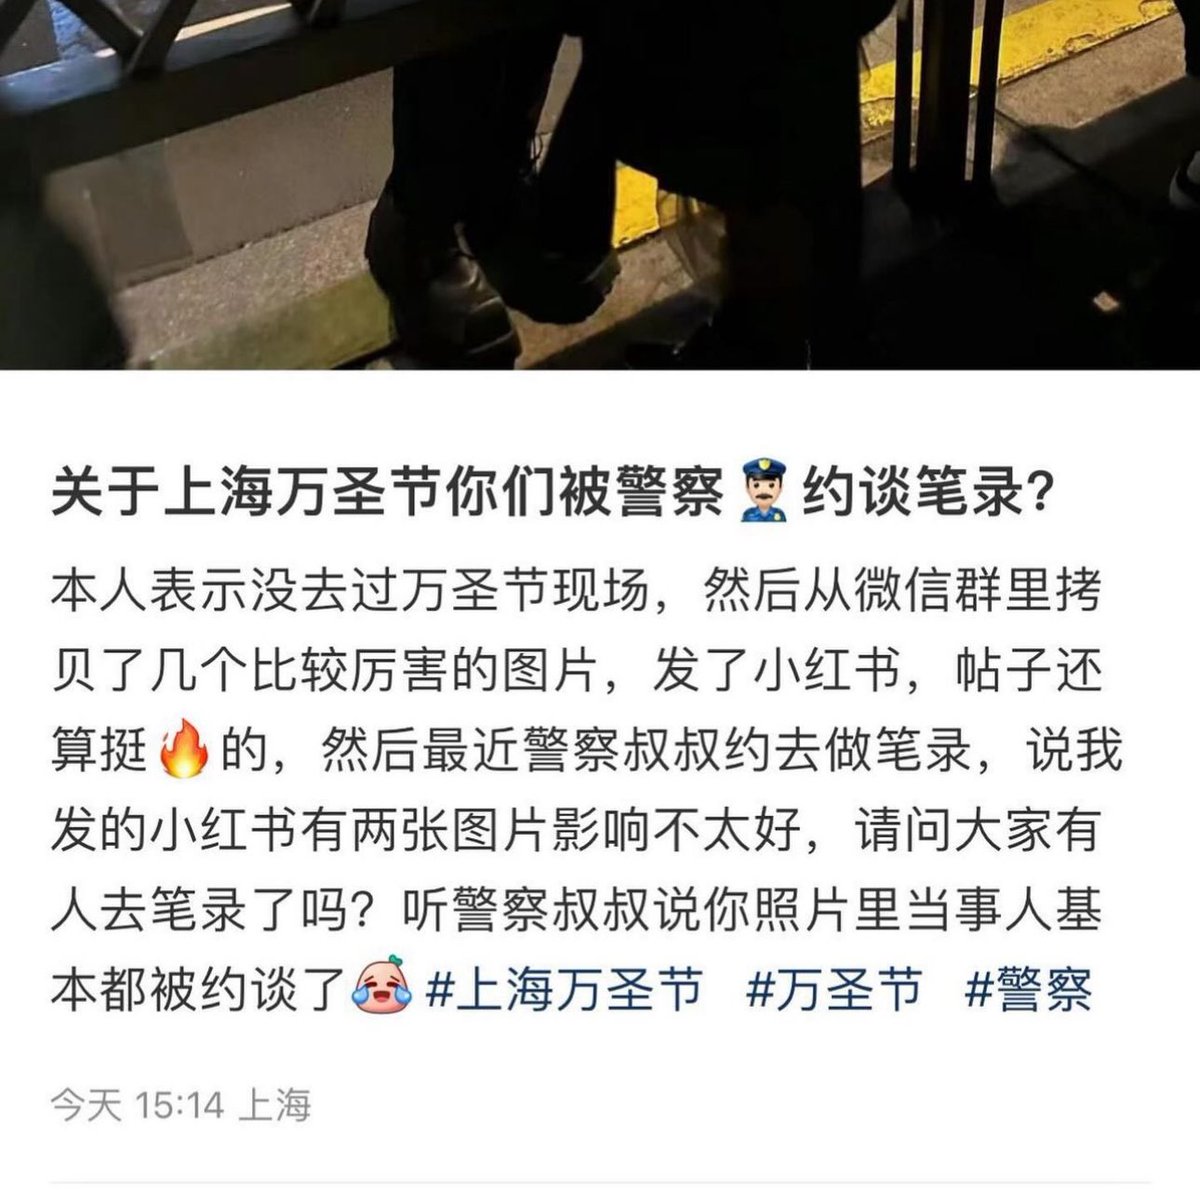 关于上海万圣节你们被警察👮🏻‍♂️约谈笔录？
本人表示没去过万圣节现场，然后从微信群里拷
贝了几个比较厉害的图片，发了小红书，帖子还
算挺🔥的，然后最近警察叔叔约去做笔录，说我
发的小红书有两张图片影响不太好，请问大家有
人去笔录了吗？听警察叔叔说你照片里当事人基
本都被约谈了 #上海万圣节 #万圣节 #警察
今天 15:14 上海